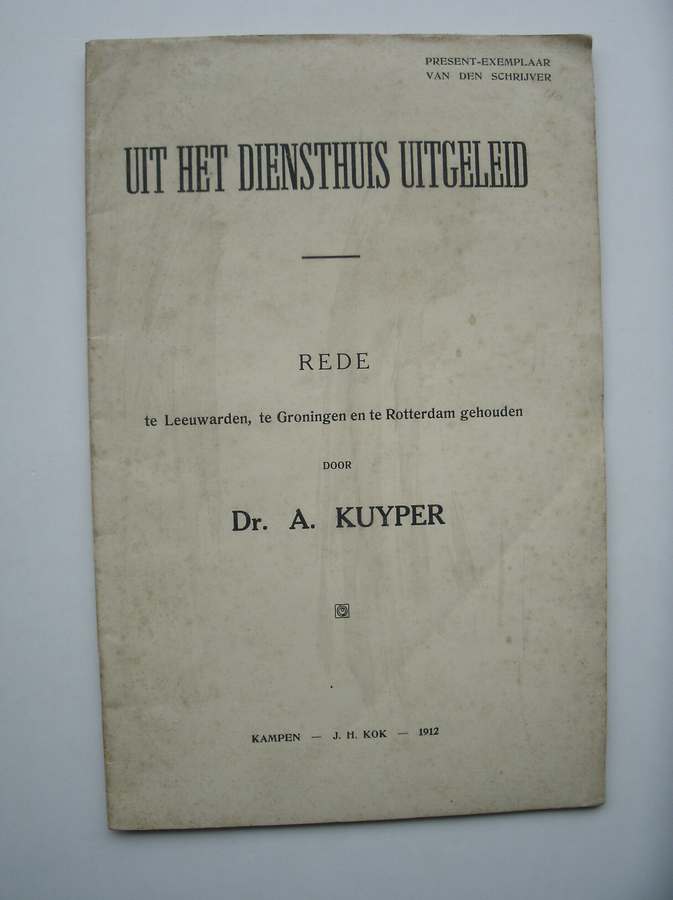 PRESENT-EXEMPLAAR
VAN DEN SCHRIJVER
UIT HET DIENSTHUIS UITGELEID
REDE
te Leeuwarden, te Groningen en te Rotterdam gehouden
DOOR
Dr. A. KUYPER
KAMPEN — J. H. KOK — 1912